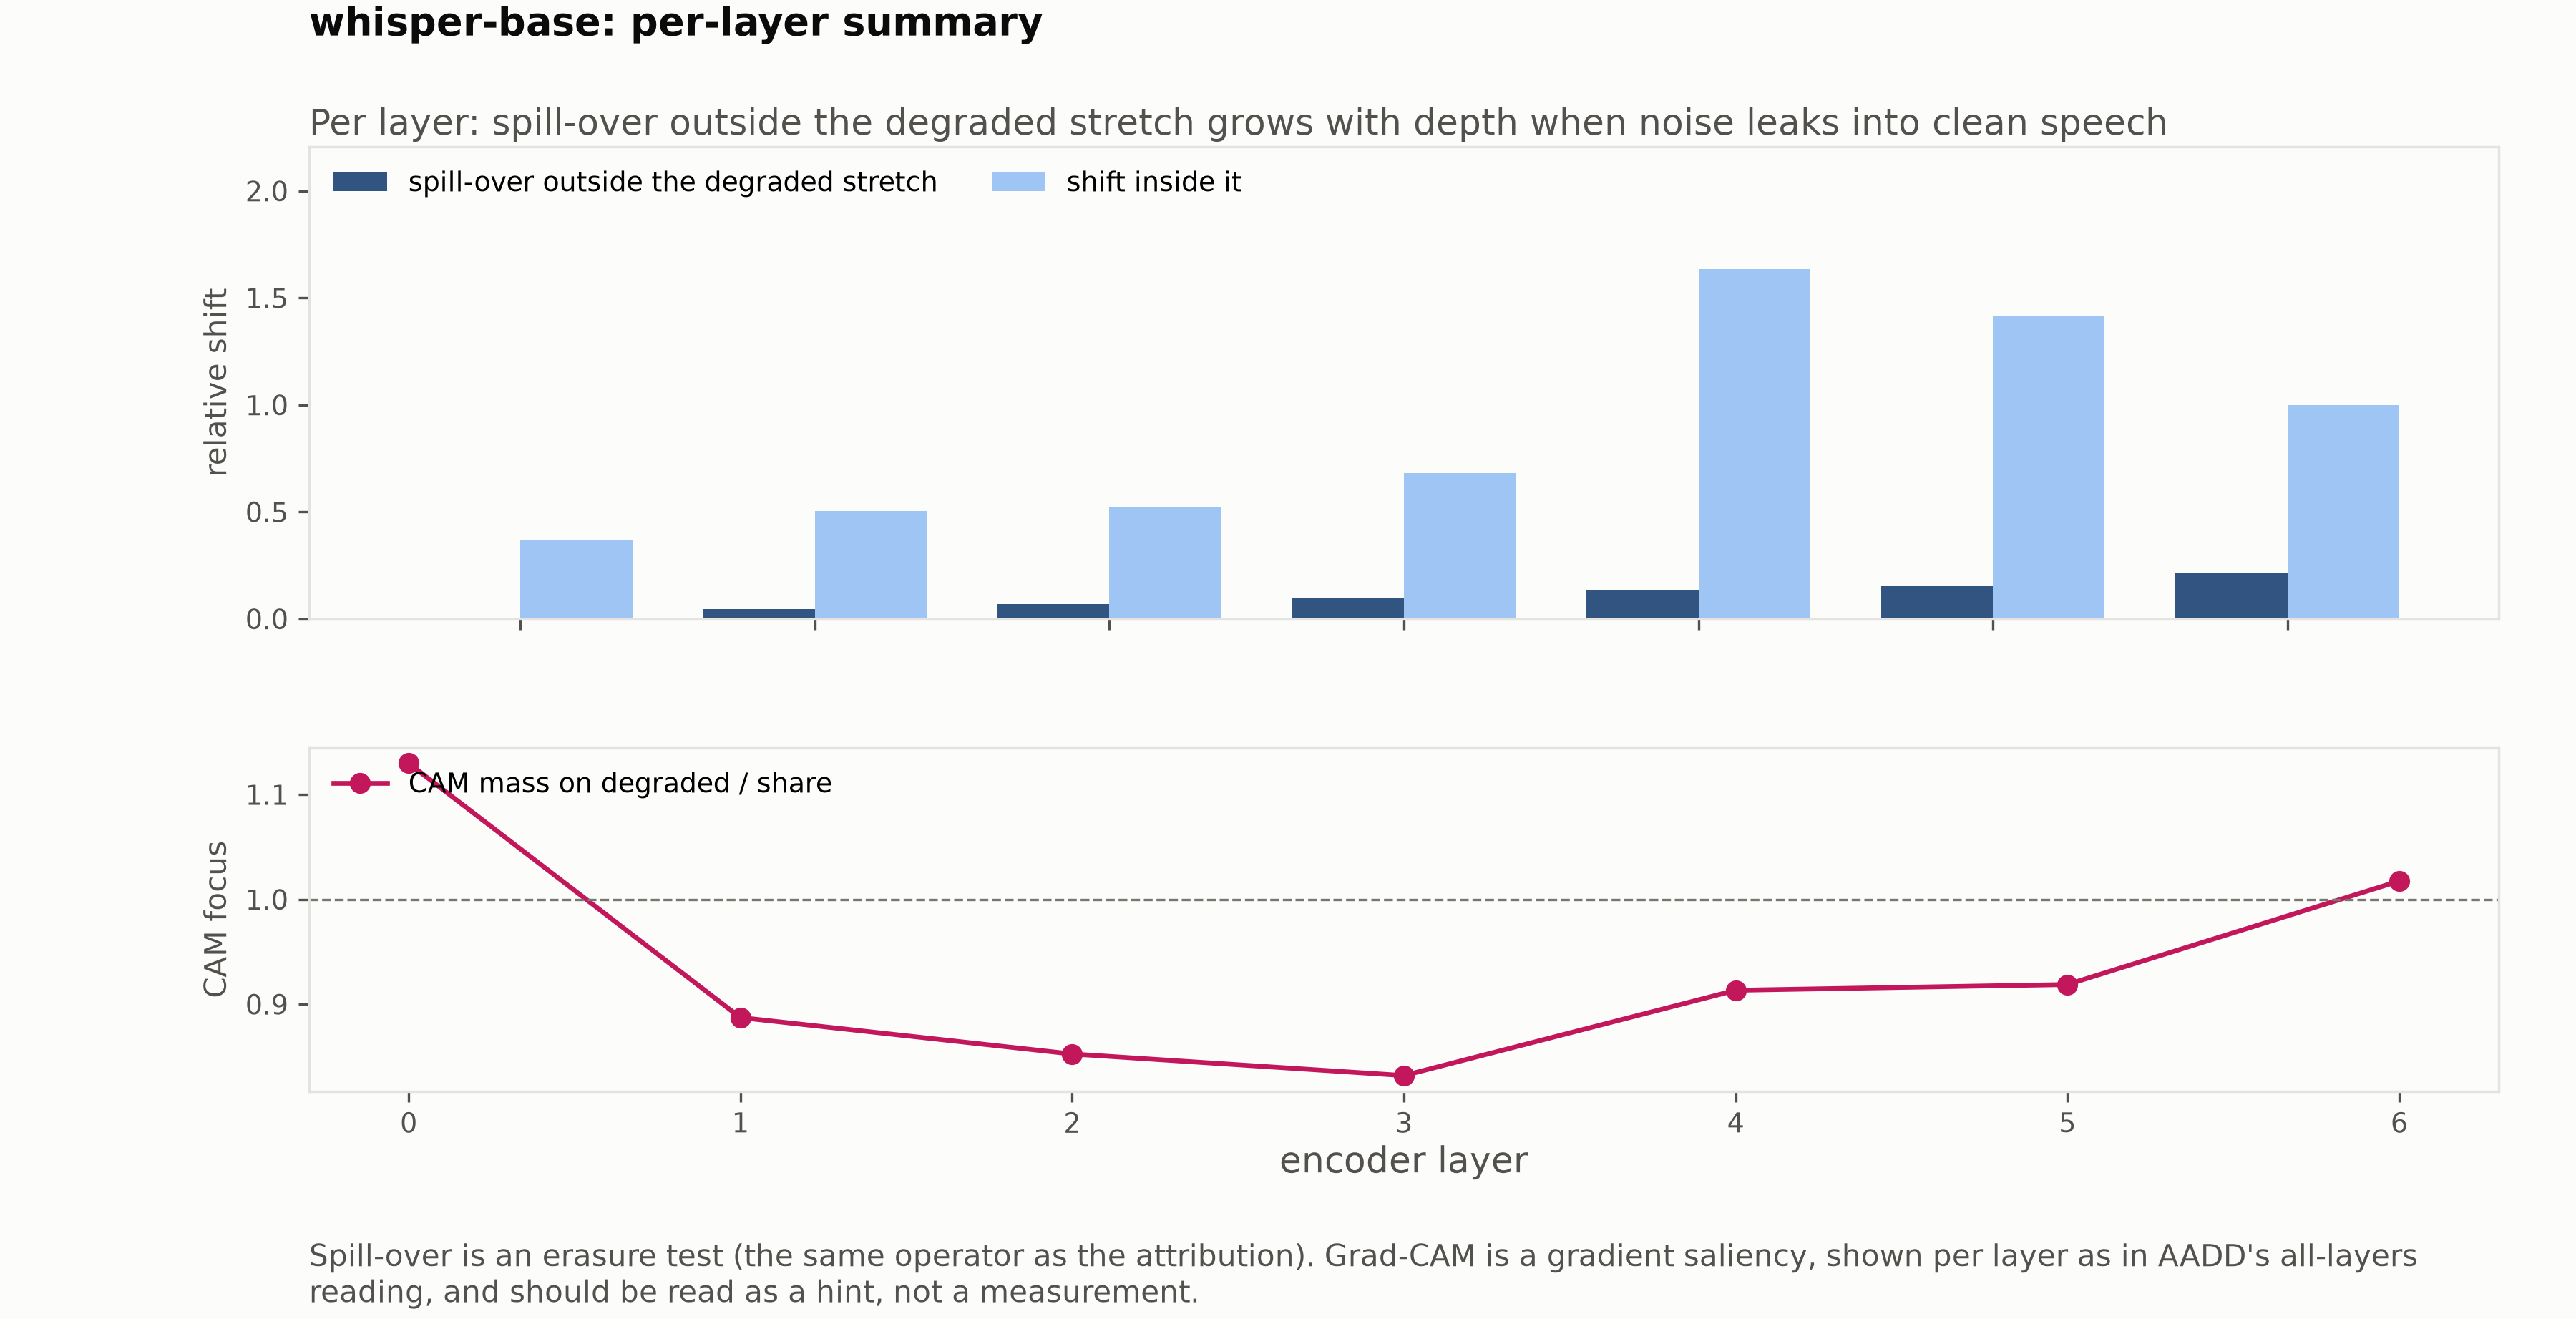 whisper-base: per-layer summary
Per layer: spill-over outside the degraded stretch grows with depth when noise leaks into clean speech
spill-over outside the degraded stretch
shift inside it
relative shift
2.0
1.5
1.0
0.5
0.0
CAM mass on degraded / share
CAM focus
1.1
1.0
0.9
0 1 2 3 4 5 6
encoder layer
Spill-over is an erasure test (the same operator as the attribution). Grad-CAM is a gradient saliency, shown per layer as in AADD's all-layers
reading, and should be read as a hint, not a measurement.